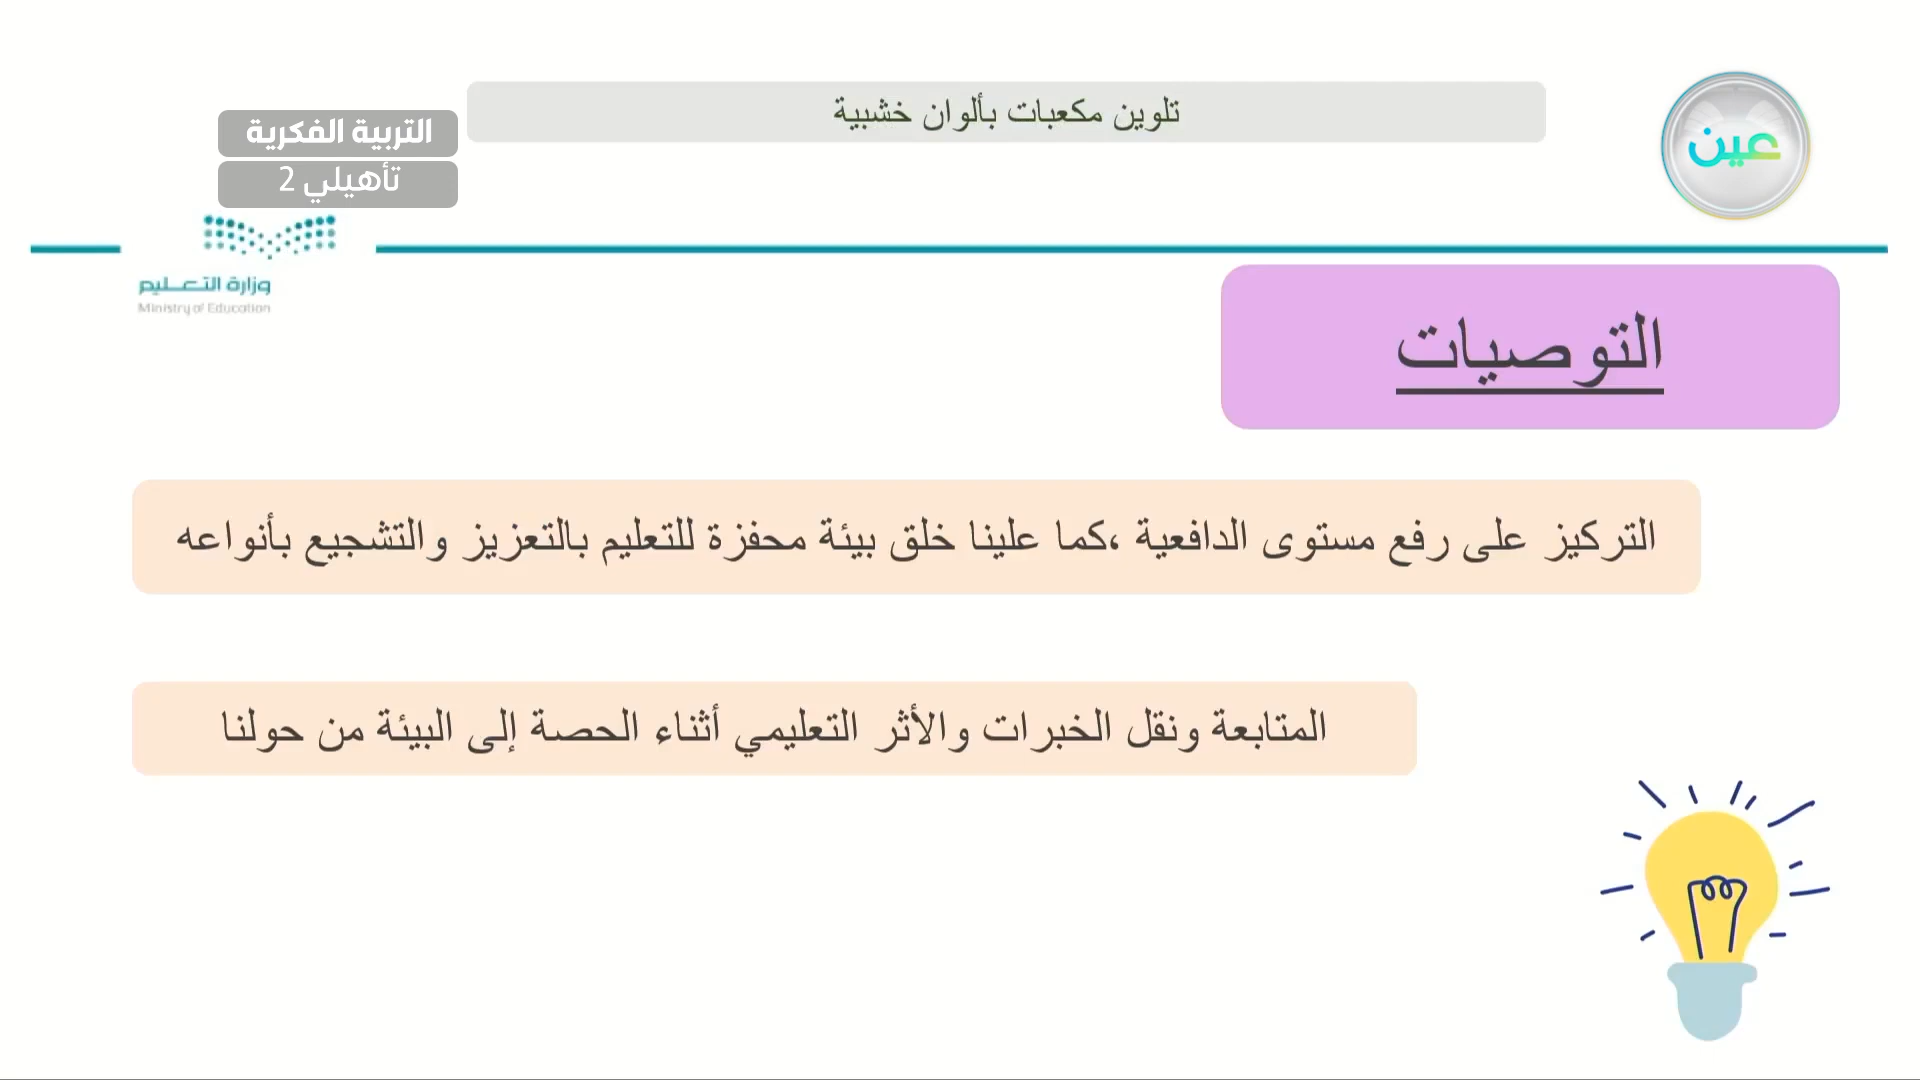 تلوين مكعبات بألوان خشبية
عين
التربية الفكرية
تأهيلي 2
وزارة التعليم
Ministry of Education
التوصيات
التركيز على رفع مستوى الدافعية ،كما علينا خلق بيئة محفزة للتعليم بالتعزيز والتشجيع بأنواعه
المتابعة ونقل الخبرات والأثر التعليمي أثناء الحصة إلى البيئة من حولنا